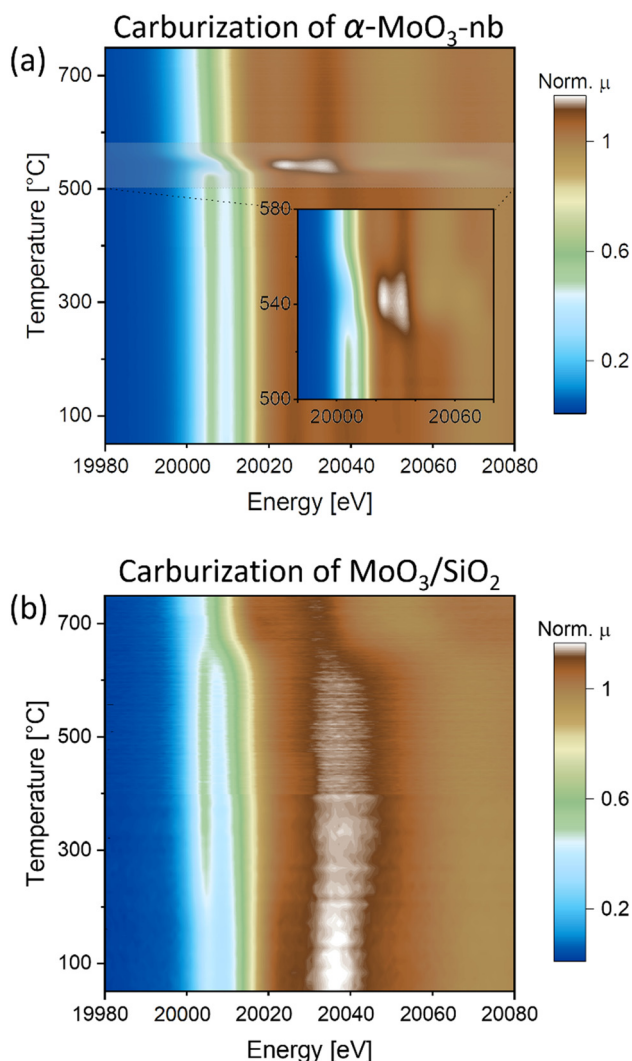 Carburization of α-MoO₃-nb
(a)
Norm. μ
700
500
300
100
1
0.6
0.2
Temperature [°C]
580
540
500
20000 20060
19980 20000 20020 20040 20060 20080
Energy [eV]
Carburization of MoO₃/SiO₂
(b)
Norm. μ
700
500
300
100
1
0.6
0.2
Temperature [°C]
19980 20000 20020 20040 20060 20080
Energy [eV]